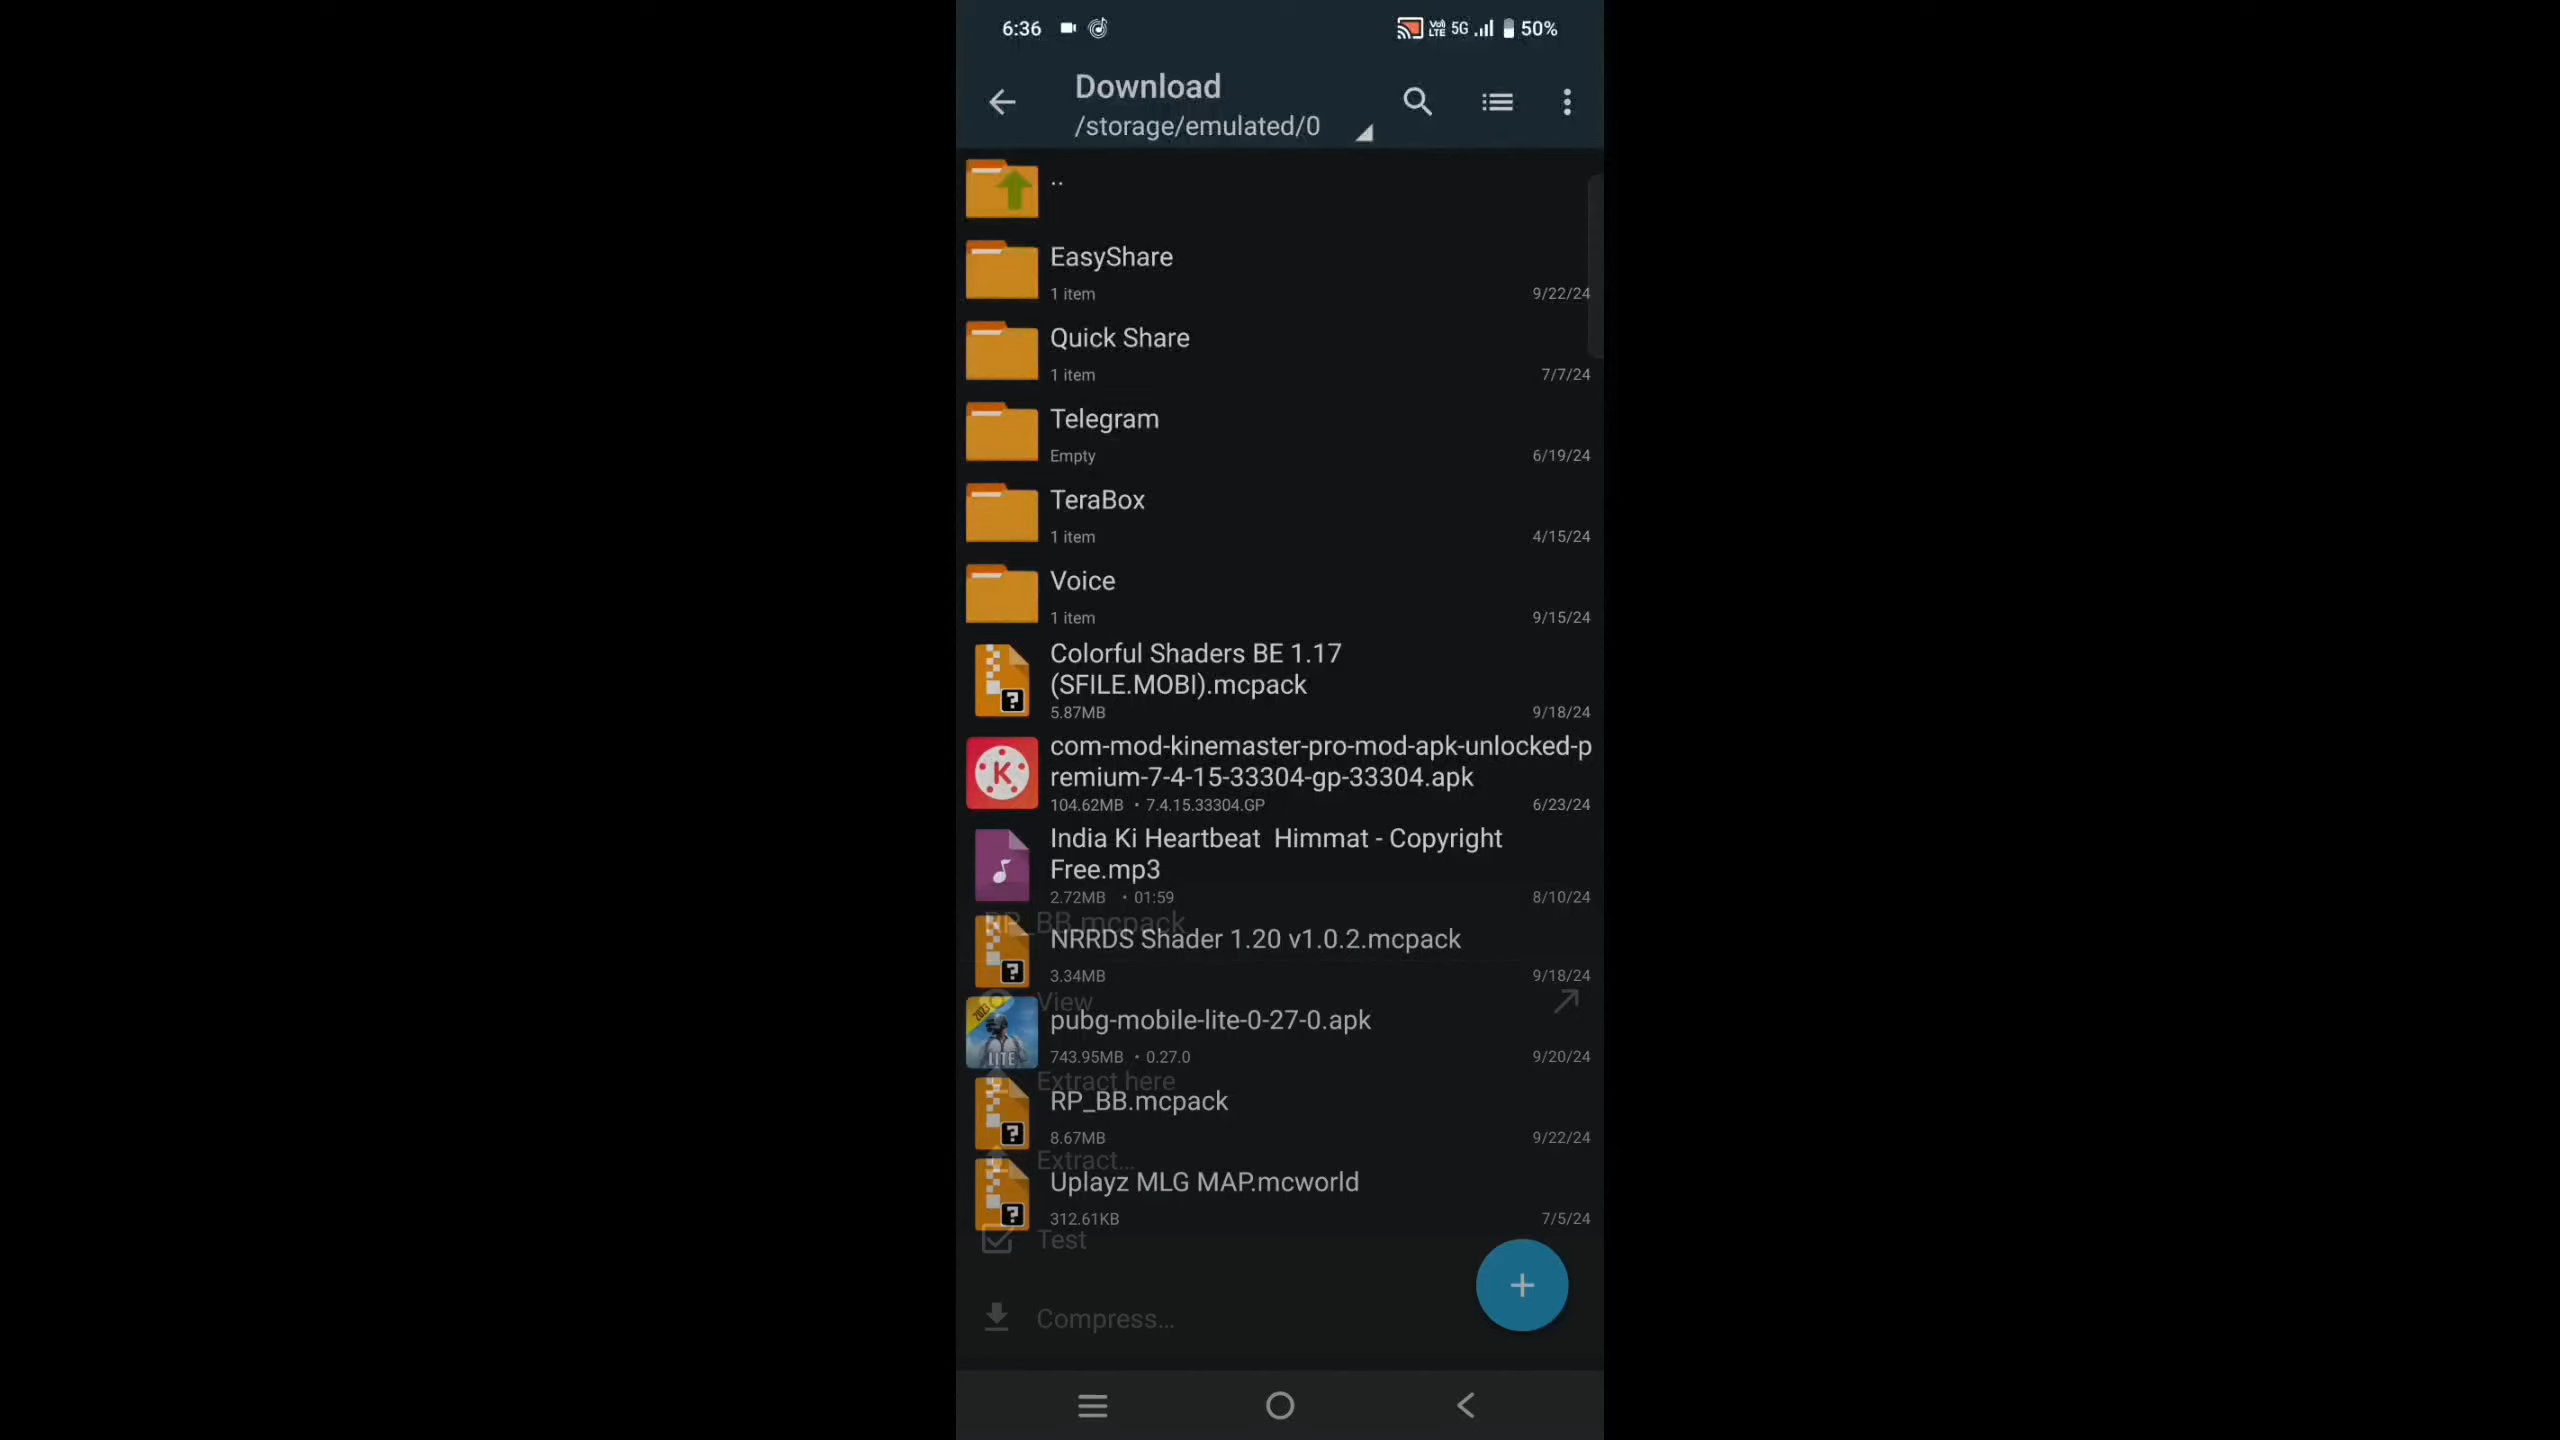 6:36
VoI) LTE 5G 50%
Download
/storage/emulated/0
..
EasyShare
1 item 9/22/24
Quick Share
1 item 7/7/24
Telegram
Empty 6/19/24
TeraBox
1 item 4/15/24
Voice
1 item 9/15/24
Colorful Shaders BE 1.17
(SFILE.MOBI).mcpack
5.87MB 9/18/24
K
com-mod-kinemaster-pro-mod-apk-unlocked-p
remium-7-4-15-33304-gp-33304.apk
104.62MB • 7.4.15.33304.GP 6/23/24
India Ki Heartbeat  Himmat - Copyright
Free.mp3
2.72MB • 01:59 8/10/24
RP_BB.mcpack
NRRDS Shader 1.20 v1.0.2.mcpack
3.34MB 9/18/24
View
2023
LITE
pubg-mobile-lite-0-27-0.apk
743.95MB • 0.27.0 9/20/24
Extract here
RP_BB.mcpack
8.67MB 9/22/24
Extract...
Uplayz MLG MAP.mcworld
312.61KB 7/5/24
Test
Compress...